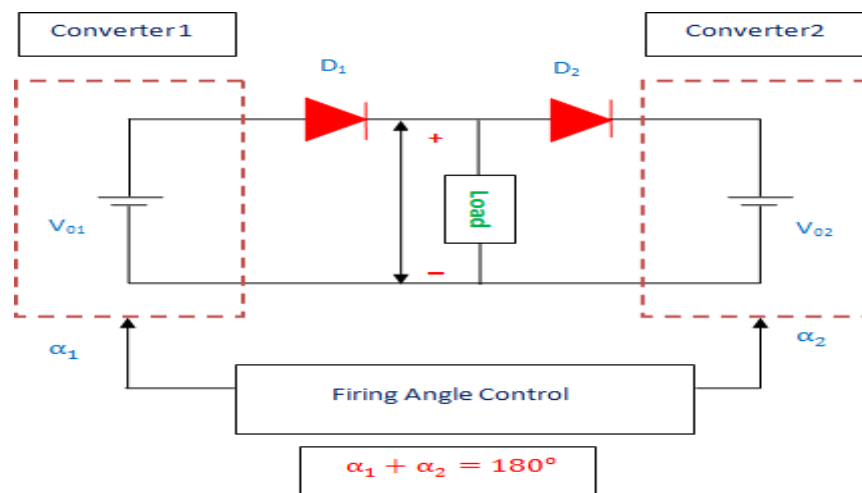 Converter1
Converter2
D₁
D₂
+
Load
V₀₁
V₀₂
−
α₁
α₂
Firing Angle Control
α₁ + α₂ = 180°